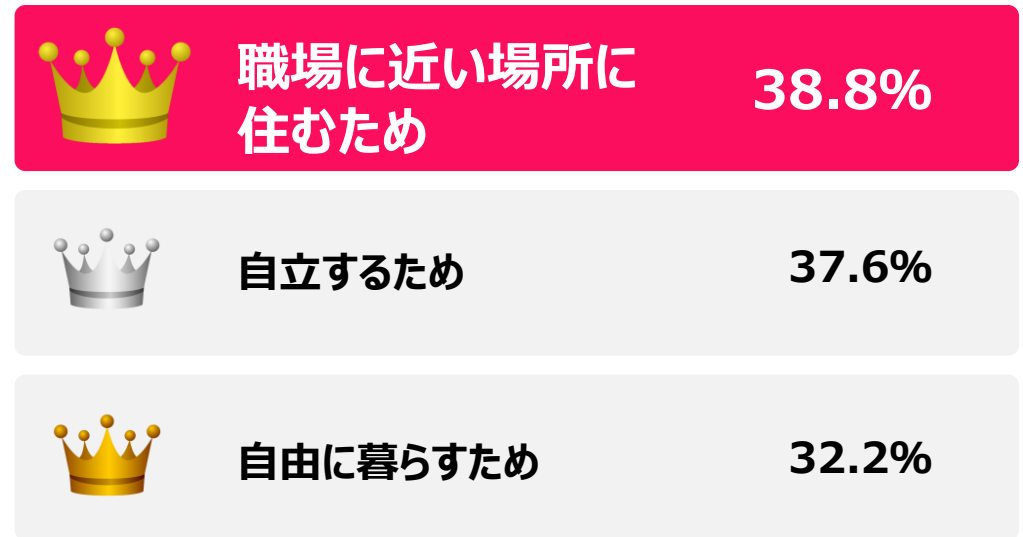 職場に近い場所に
住むため
38.8%
自立するため
37.6%
自由に暮らすため
32.2%